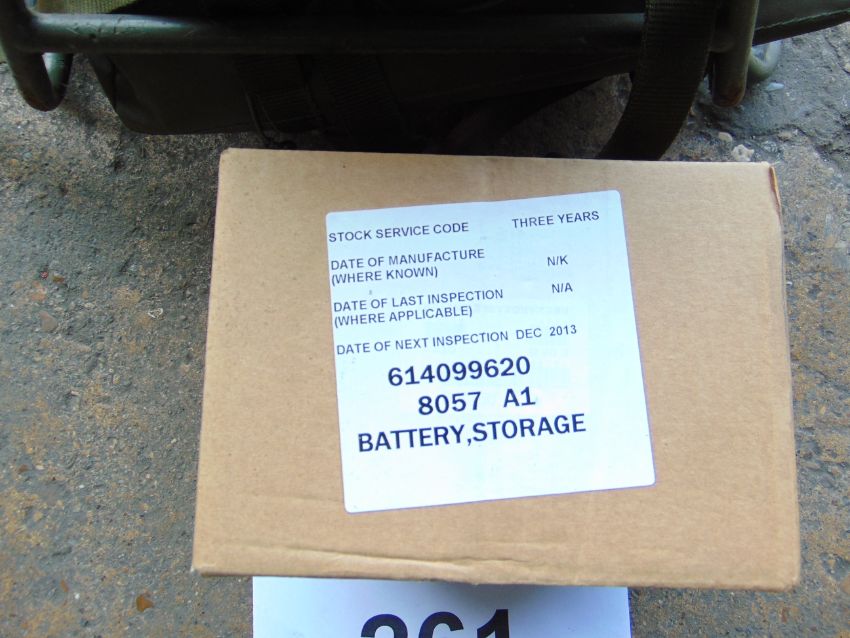 STOCK SERVICE CODE THREE YEARS
DATE OF MANUFACTURE
(WHERE KNOWN) N/K
DATE OF LAST INSPECTION N/A
(WHERE APPLICABLE)
DATE OF NEXT INSPECTION DEC 2013
614099620
8057 A1
BATTERY,STORAGE
261